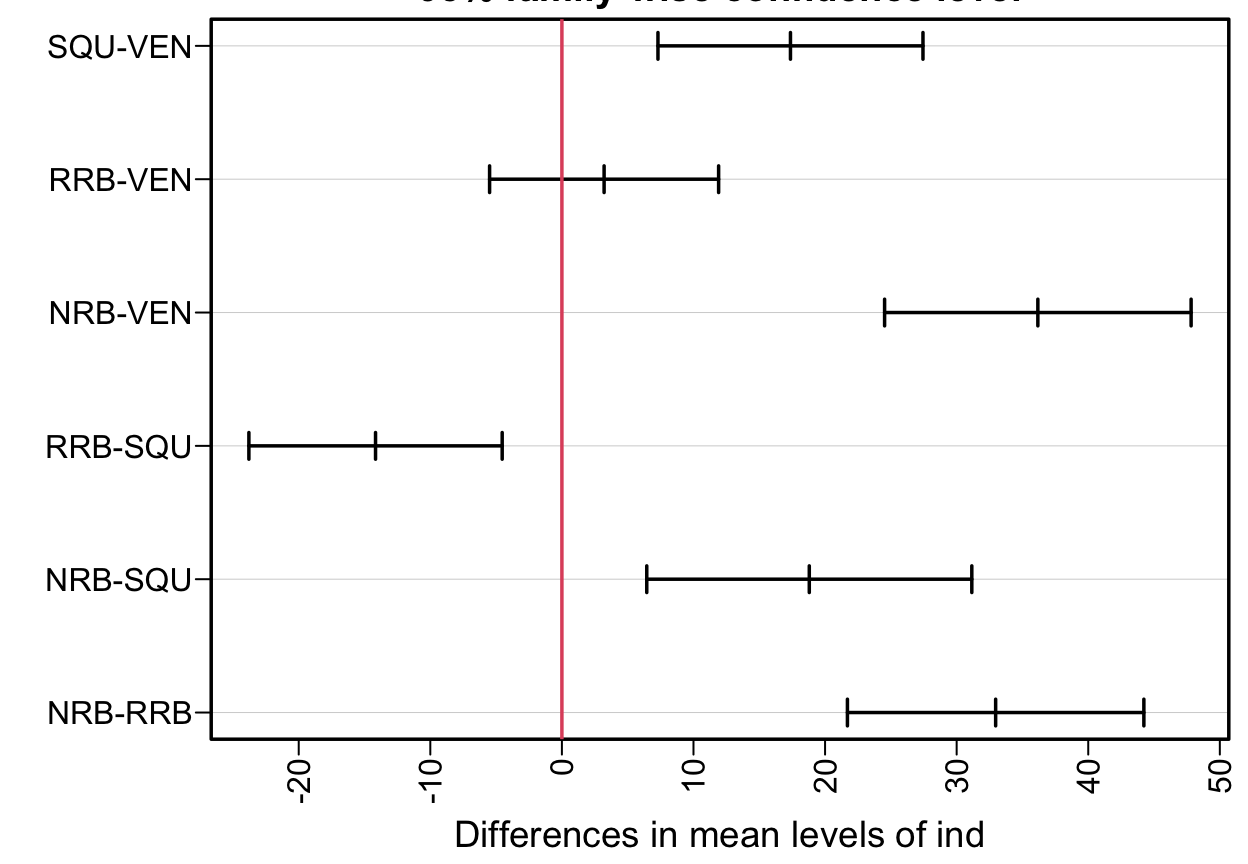 family-wise confidence level
SQU-VEN
RRB-VEN
NRB-VEN
RRB-SQU
NRB-SQU
NRB-RRB
-20 -10 0 10 20 30 40 50
Differences in mean levels of ind